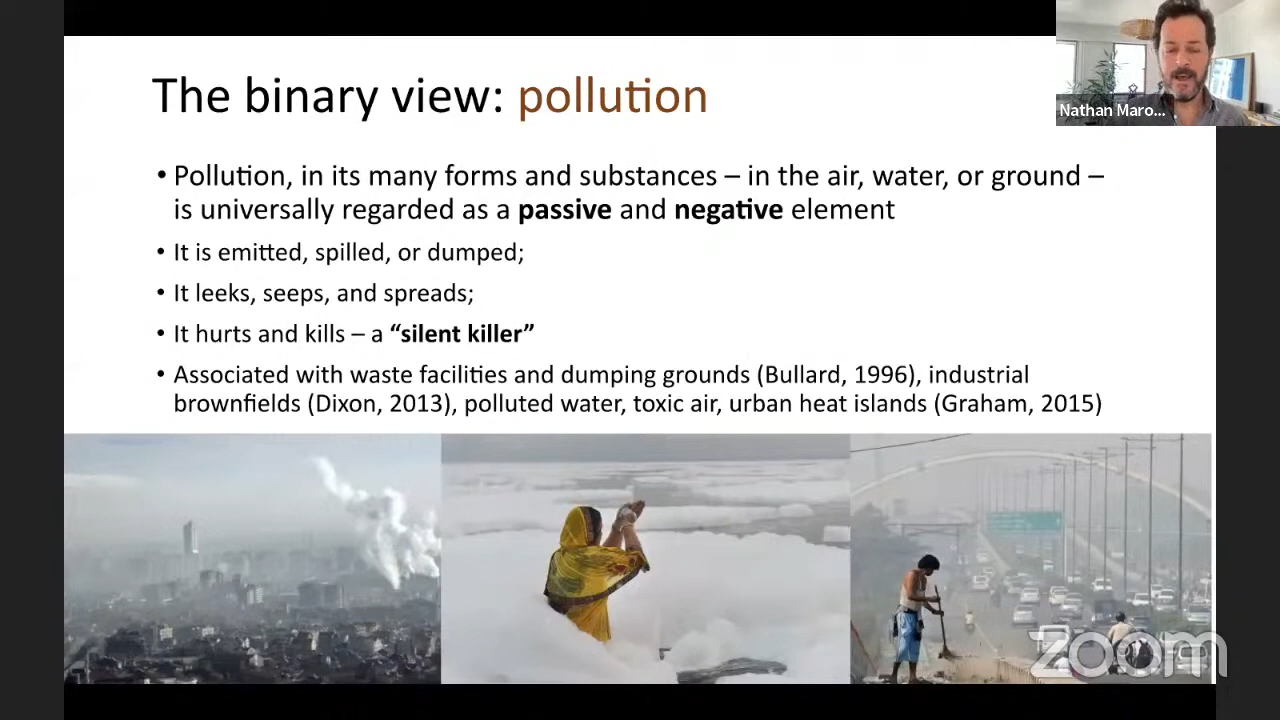 The binary view: pollution
Nathan Maro...
• Pollution, in its many forms and substances – in the air, water, or ground –
is universally regarded as a passive and negative element
• It is emitted, spilled, or dumped;
• It leeks, seeps, and spreads;
• It hurts and kills – a “silent killer”
• Associated with waste facilities and dumping grounds (Bullard, 1996), industrial
brownfields (Dixon, 2013), polluted water, toxic air, urban heat islands (Graham, 2015)
zoom